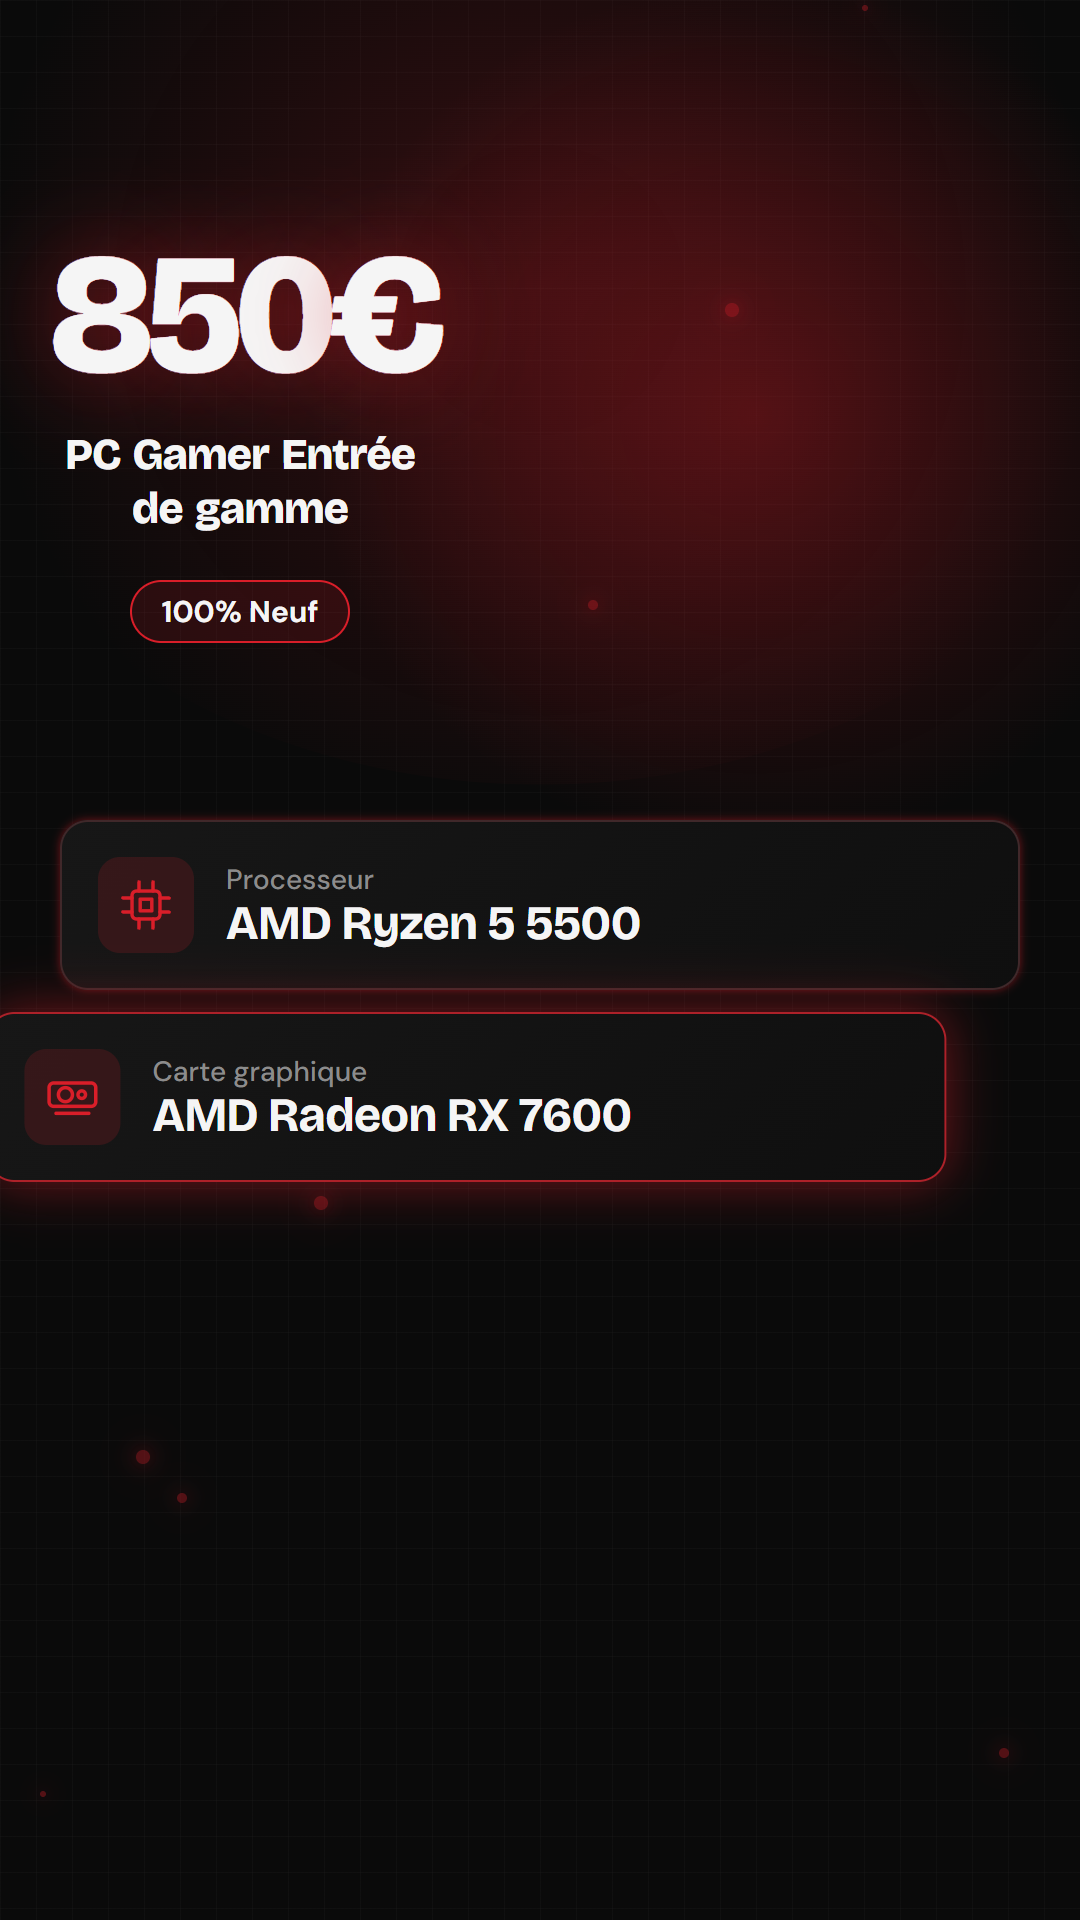 850€
PC Gamer Entrée
de gamme
100% Neuf
Processeur
AMD Ryzen 5 5500
Carte graphique
AMD Radeon RX 7600